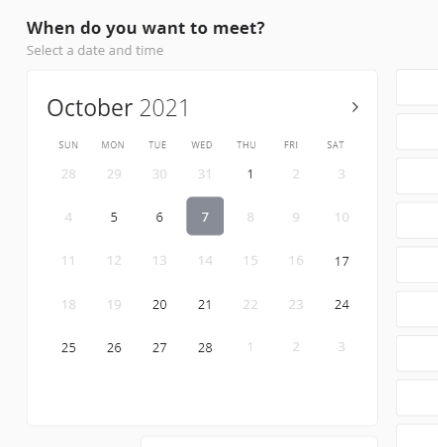 When do you want to meet?
Select a date and time
October 2021
SUN MON TUE WED THU FRI SAT
28 29 30 31 1 2 3
4 5 6 7 8 9 10
11 12 13 14 15 16 17
18 19 20 21 22 23 24
25 26 27 28 1 2 3